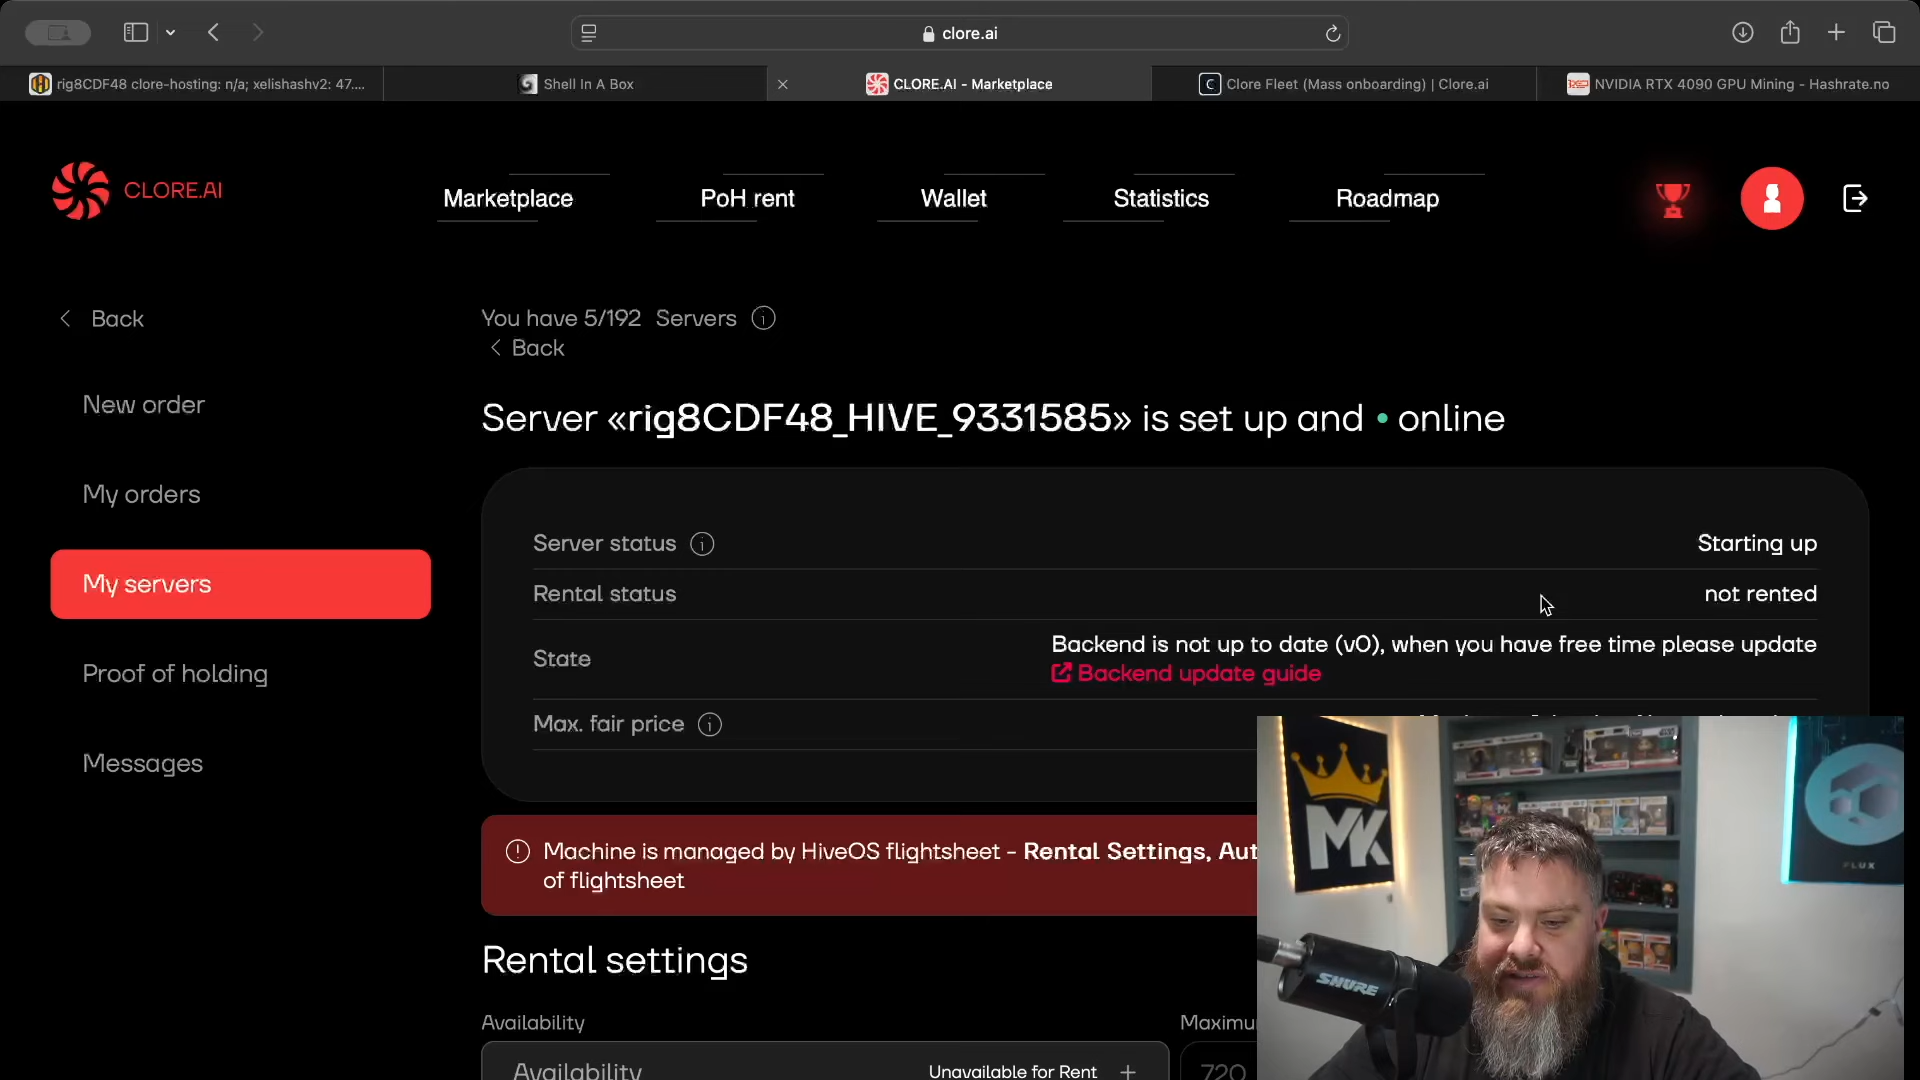 clore.ai
rig8CDF48 clore-hosting: n/a; xelishashv2: 47....
Shell In A Box
CLORE.AI - Marketplace
Clore Fleet (Mass onboarding) | Clore.ai
NVIDIA RTX 4090 GPU Mining - Hashrate.no
CLORE.AI
Marketplace
PoH rent
Wallet
Statistics
Roadmap
Back
New order
My orders
My servers
Proof of holding
Messages
You have 5/192 Servers
Back
Server «rig8CDF48_HIVE_9331585» is set up and • online
Server status
Starting up
Rental status
not rented
State
Backend is not up to date (v0), when you have free time please update
Backend update guide
Max. fair price
Machine is managed by HiveOS flightsheet - Rental Settings, Aut
of flightsheet
Rental settings
Availability
Availability
Unavailable for Rent +
Maximu
720
MK
SHURE
FLUX